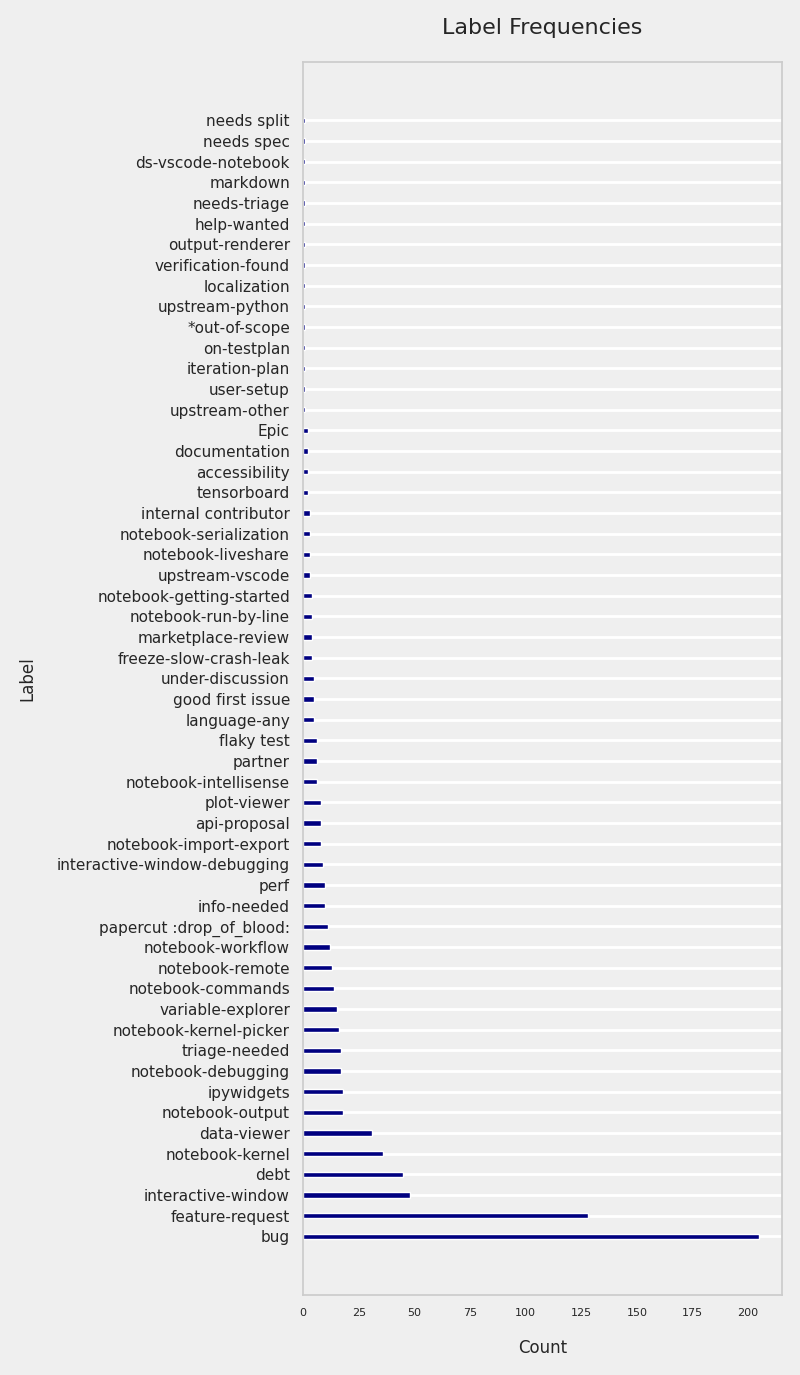 Label Frequencies
needs split
needs spec
ds-vscode-notebook
markdown
needs-triage
help-wanted
output-renderer
verification-found
localization
upstream-python
*out-of-scope
on-testplan
iteration-plan
user-setup
upstream-other
Epic
documentation
accessibility
tensorboard
internal contributor
notebook-serialization
notebook-liveshare
upstream-vscode
notebook-getting-started
notebook-run-by-line
marketplace-review
freeze-slow-crash-leak
under-discussion
good first issue
language-any
flaky test
partner
notebook-intellisense
plot-viewer
api-proposal
notebook-import-export
interactive-window-debugging
perf
info-needed
papercut :drop_of_blood:
notebook-workflow
notebook-remote
notebook-commands
variable-explorer
notebook-kernel-picker
triage-needed
notebook-debugging
ipywidgets
notebook-output
data-viewer
notebook-kernel
debt
interactive-window
feature-request
bug
Label
0 25 50 75 100 125 150 175 200
Count